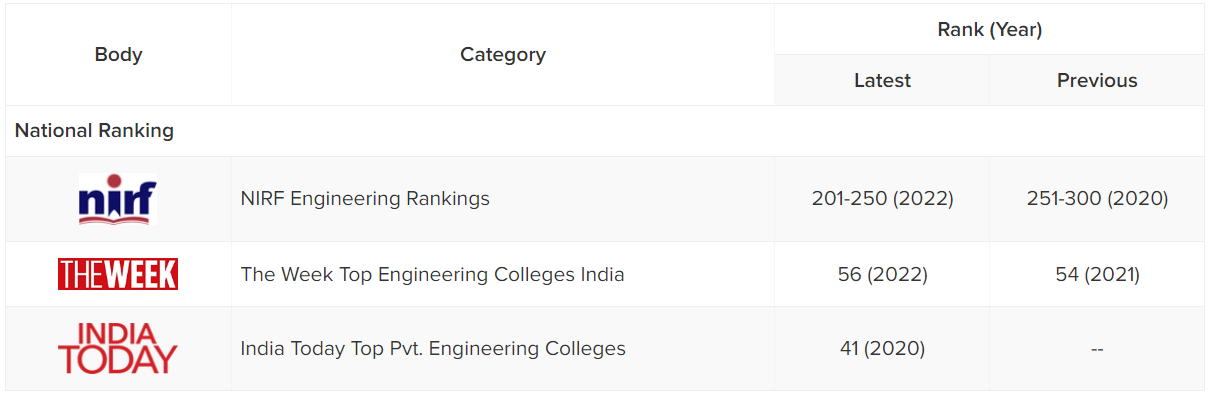 Body
Category
Rank (Year)
Latest
Previous
National Ranking
nirf
NIRF Engineering Rankings
201-250 (2022)
251-300 (2020)
THE WEEK
The Week Top Engineering Colleges India
56 (2022)
54 (2021)
INDIA
TODAY
India Today Top Pvt. Engineering Colleges
41 (2020)
--